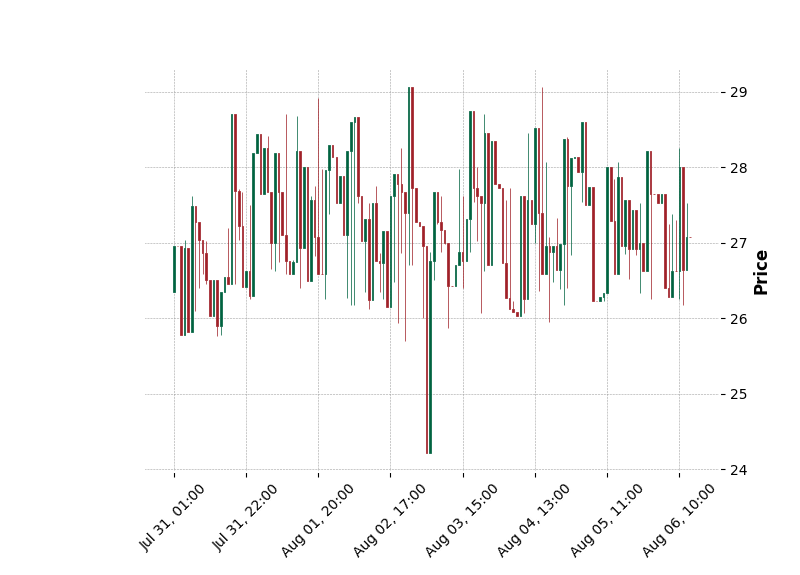 29
28
27
26
25
24
Price
Jul 31, 01:00
Jul 31, 22:00
Aug 01, 20:00
Aug 02, 17:00
Aug 03, 15:00
Aug 04, 13:00
Aug 05, 11:00
Aug 06, 10:00